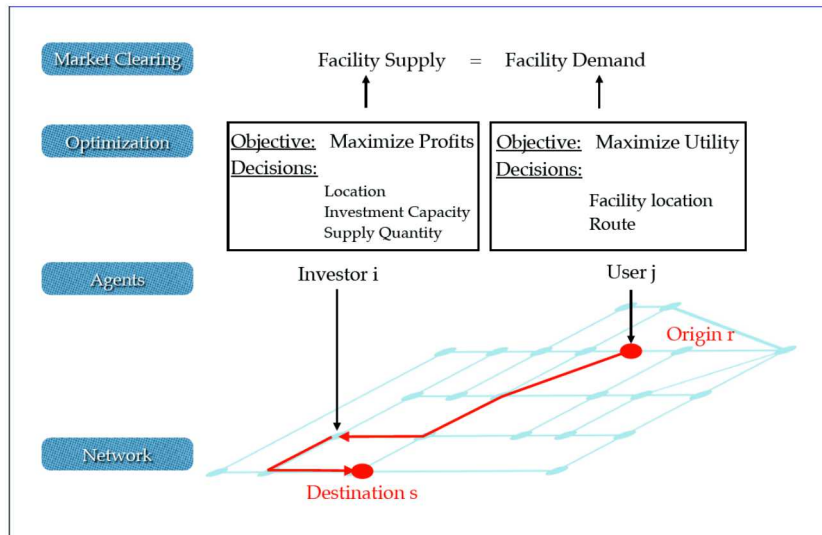 Market Clearing
Facility Supply = Facility Demand
Optimization
Objective: Maximize Profits
Decisions:
Location
Investment Capacity
Supply Quantity
Objective: Maximize Utility
Decisions:
Facility location
Route
Agents
Investor i
User j
Origin r
Network
Destination s